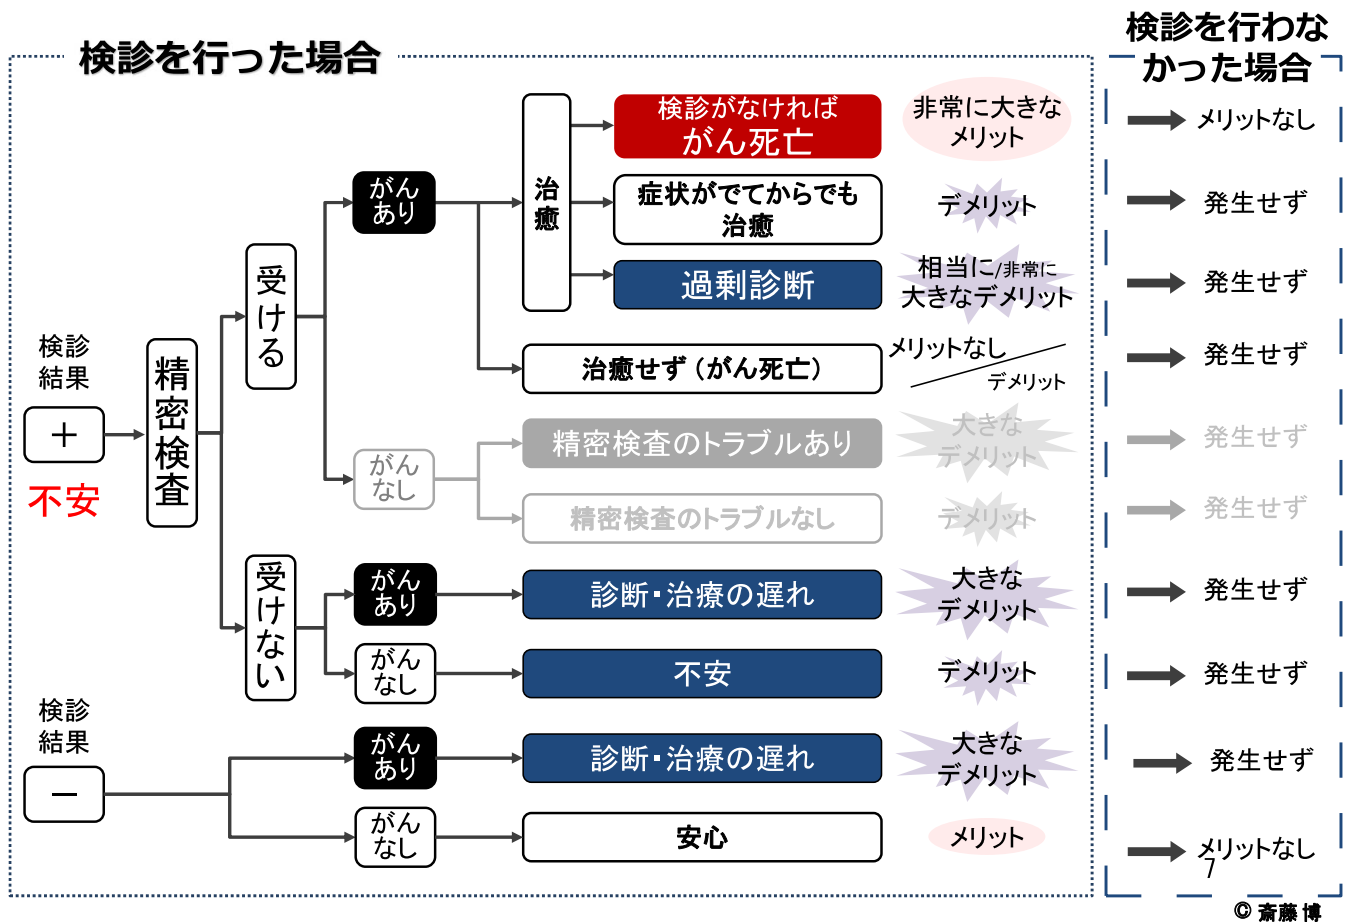 検診を行った場合
検診を行わな
かった場合
検診
結果
＋
不安
精密検査
受ける
がん
あり
治癒
検診がなければ
がん死亡
非常に大きな
メリット
メリットなし
症状がでてからでも
治癒
デメリット
発生せず
過剰診断
相当に/非常に
大きなデメリット
発生せず
治癒せず（がん死亡）
メリットなし
デメリット
発生せず
がん
なし
精密検査のトラブルあり
大きな
デメリット
発生せず
精密検査のトラブルなし
デメリット
発生せず
受けない
がん
あり
診断・治療の遅れ
大きな
デメリット
発生せず
がん
なし
不安
デメリット
発生せず
検診
結果
－
がん
あり
診断・治療の遅れ
大きな
デメリット
発生せず
がん
なし
安心
メリット
メリットなし
7
© 斎藤 博